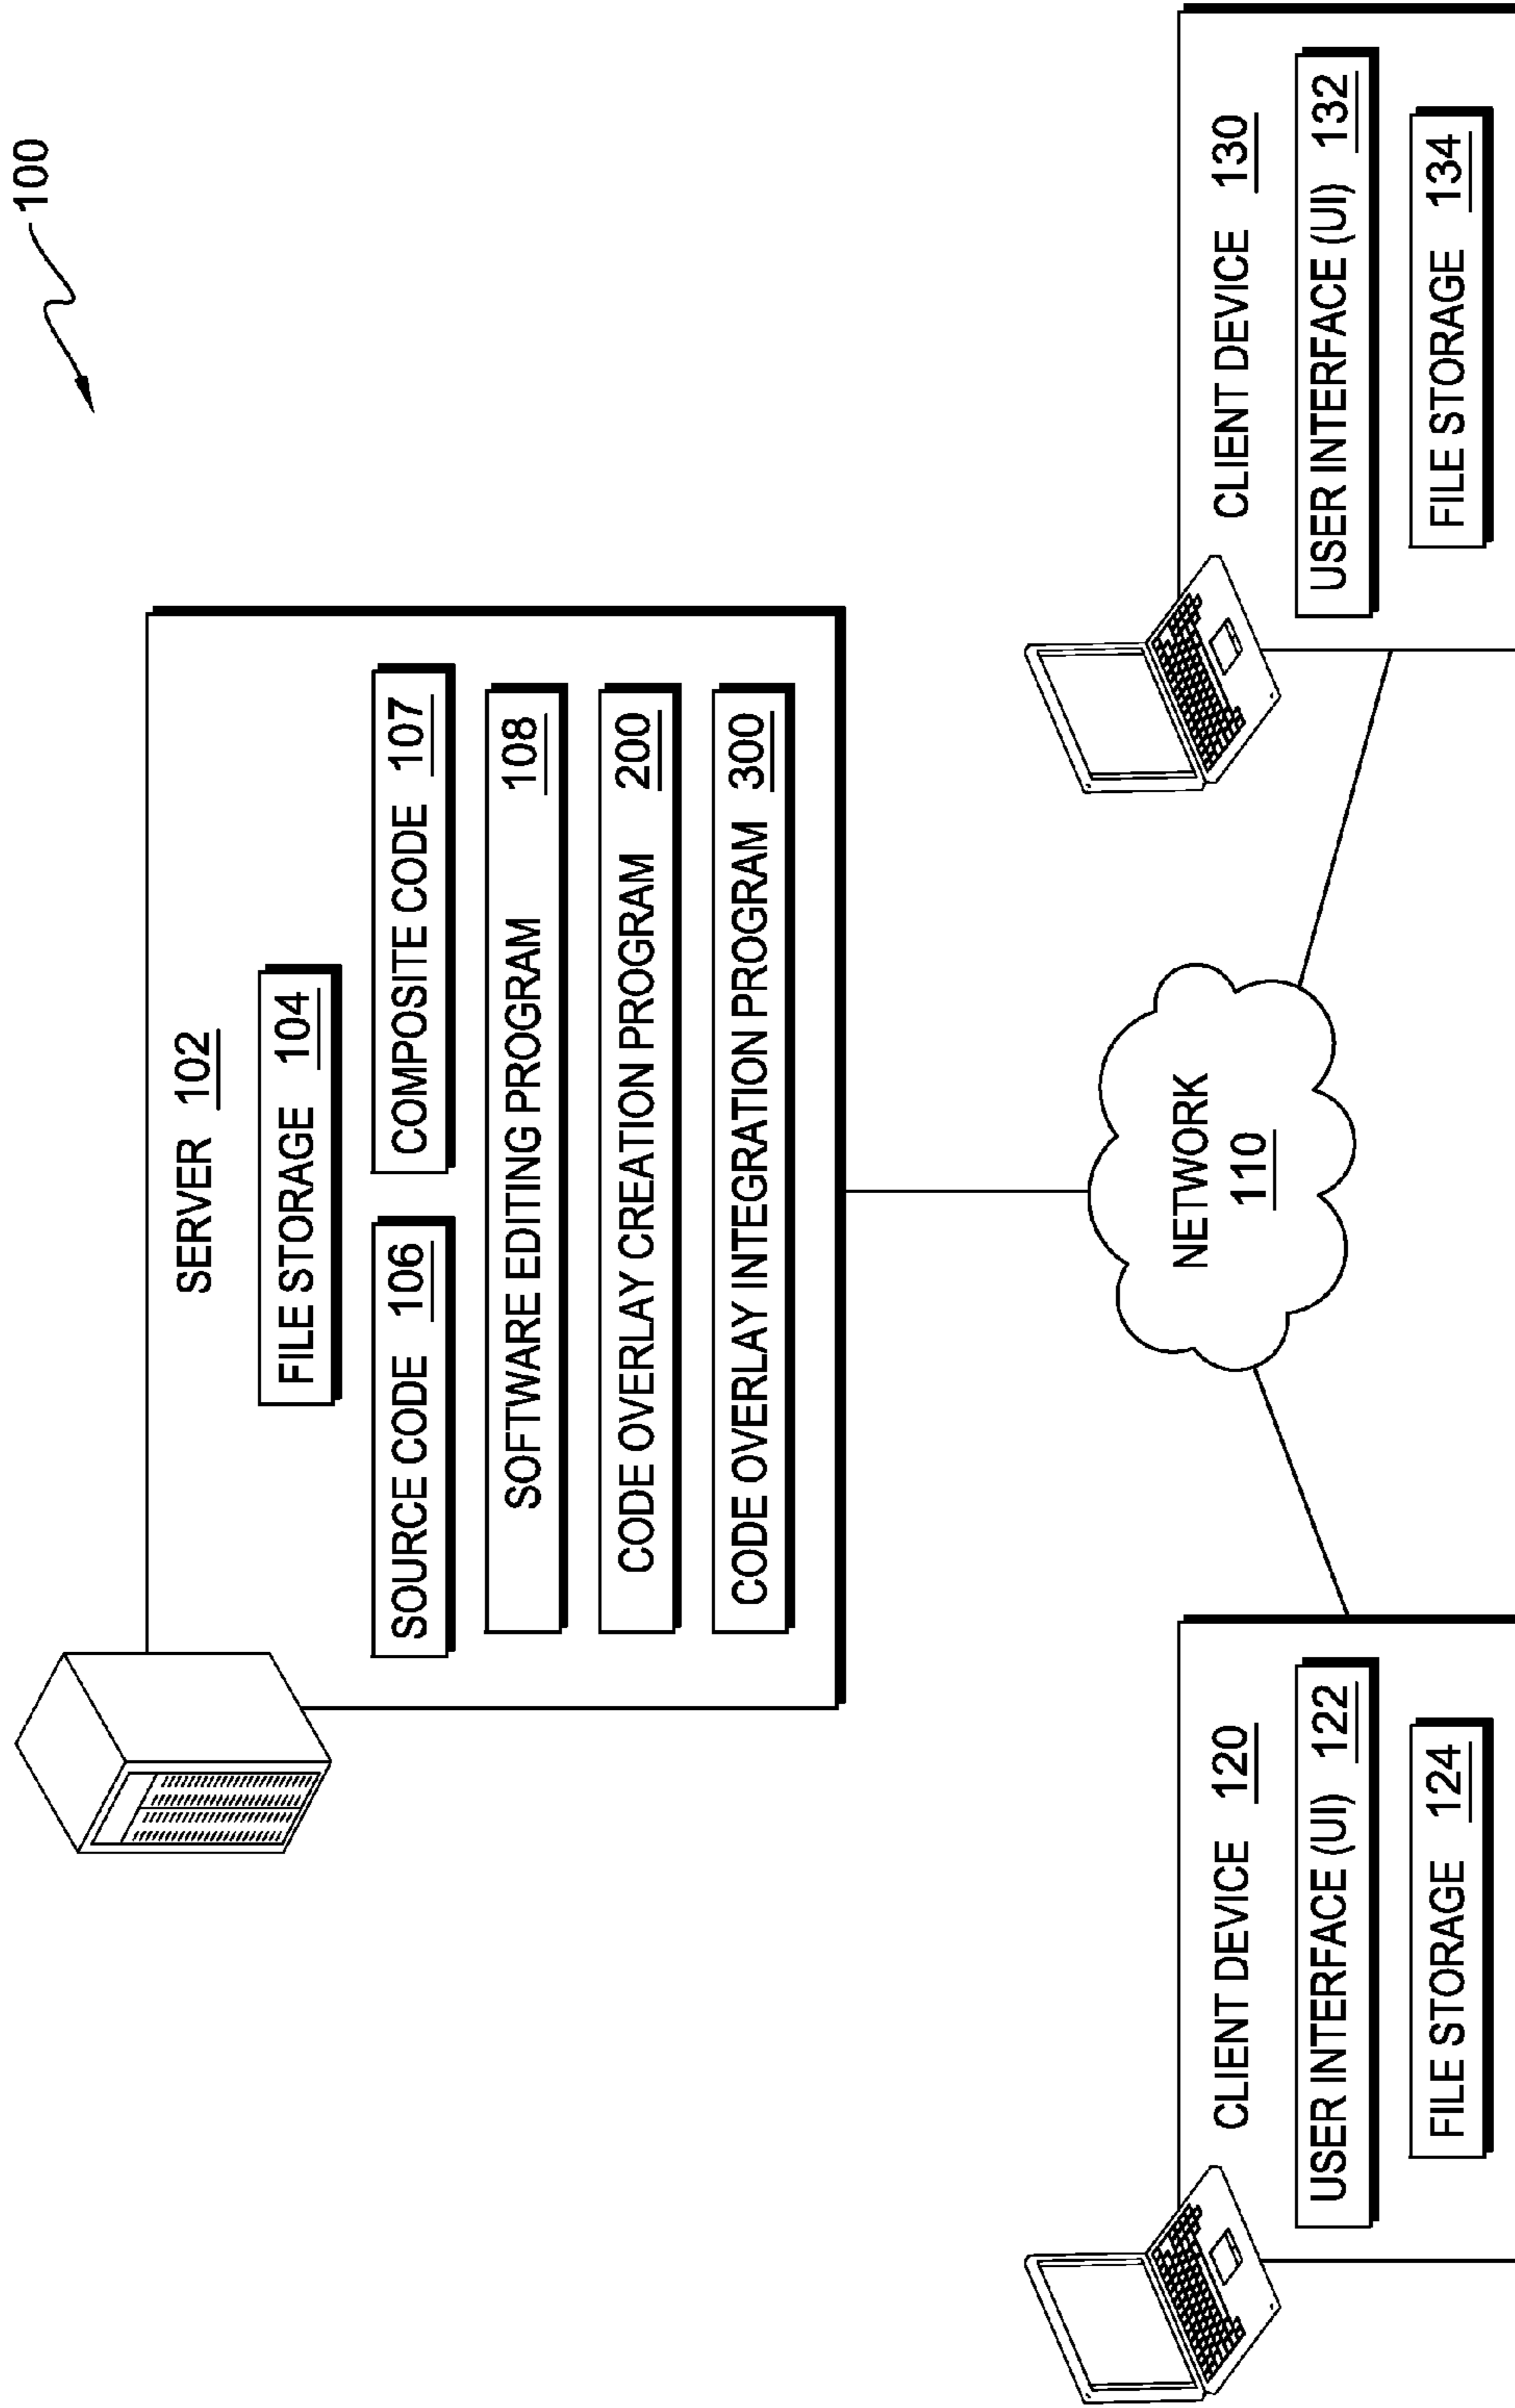 100
SERVER 102
FILE STORAGE 104
SOURCE CODE 106
COMPOSITE CODE 107
SOFTWARE EDITING PROGRAM 108
CODE OVERLAY CREATION PROGRAM 200
CODE OVERLAY INTEGRATION PROGRAM 300
NETWORK
110
CLIENT DEVICE 120
USER INTERFACE (UI) 122
FILE STORAGE 124
CLIENT DEVICE 130
USER INTERFACE (UI) 132
FILE STORAGE 134